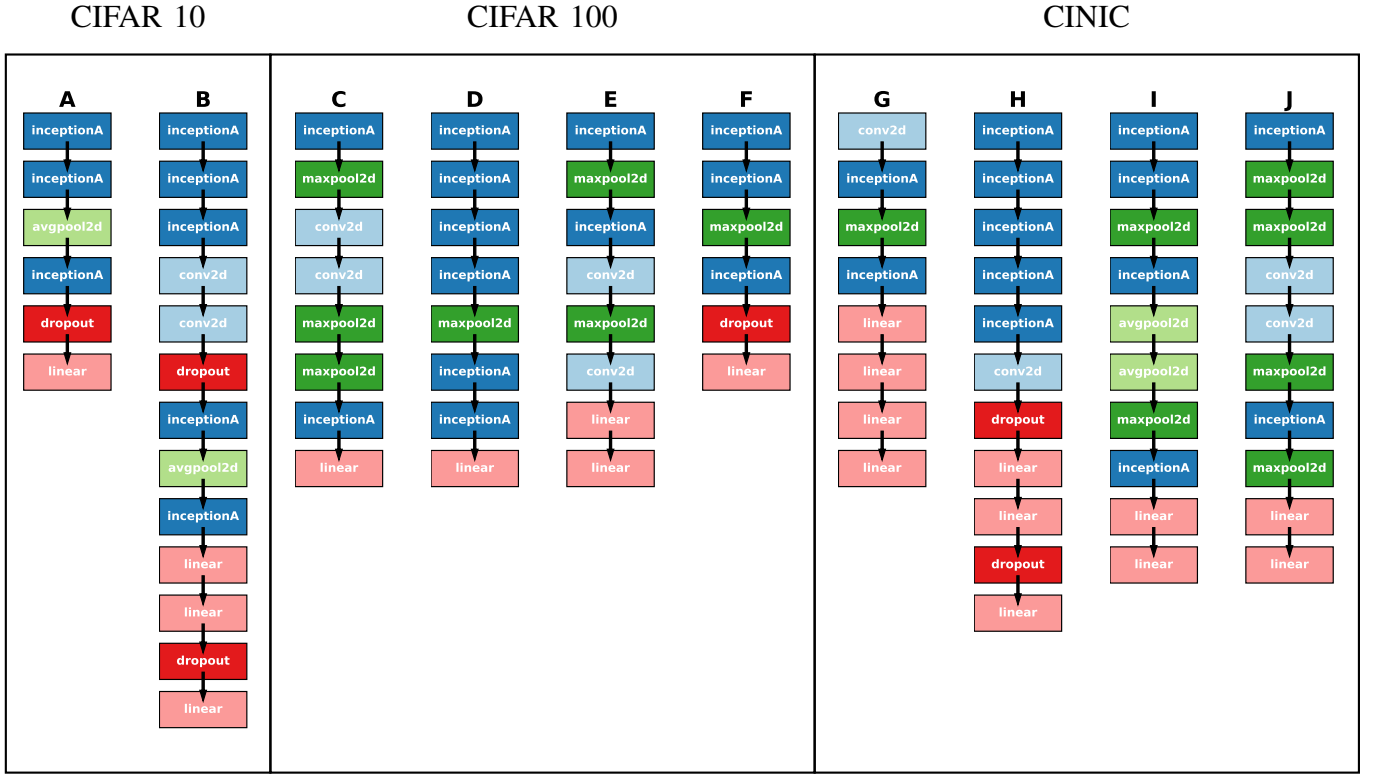 CIFAR 10 CIFAR 100 CINIC
A B C D E F G H I J
inceptionA inceptionA inceptionA inceptionA inceptionA inceptionA conv2d inceptionA inceptionA inceptionA
inceptionA inceptionA maxpool2d inceptionA maxpool2d inceptionA inceptionA inceptionA inceptionA maxpool2d
avgpool2d inceptionA conv2d inceptionA inceptionA maxpool2d maxpool2d inceptionA maxpool2d maxpool2d
inceptionA conv2d conv2d inceptionA conv2d inceptionA inceptionA inceptionA inceptionA conv2d
dropout conv2d maxpool2d maxpool2d maxpool2d dropout linear inceptionA avgpool2d conv2d
linear dropout maxpool2d inceptionA conv2d linear linear conv2d avgpool2d maxpool2d
inceptionA inceptionA inceptionA linear linear dropout maxpool2d inceptionA
avgpool2d linear linear linear linear linear inceptionA maxpool2d
inceptionA linear linear linear
linear dropout linear linear
linear linear
dropout
linear